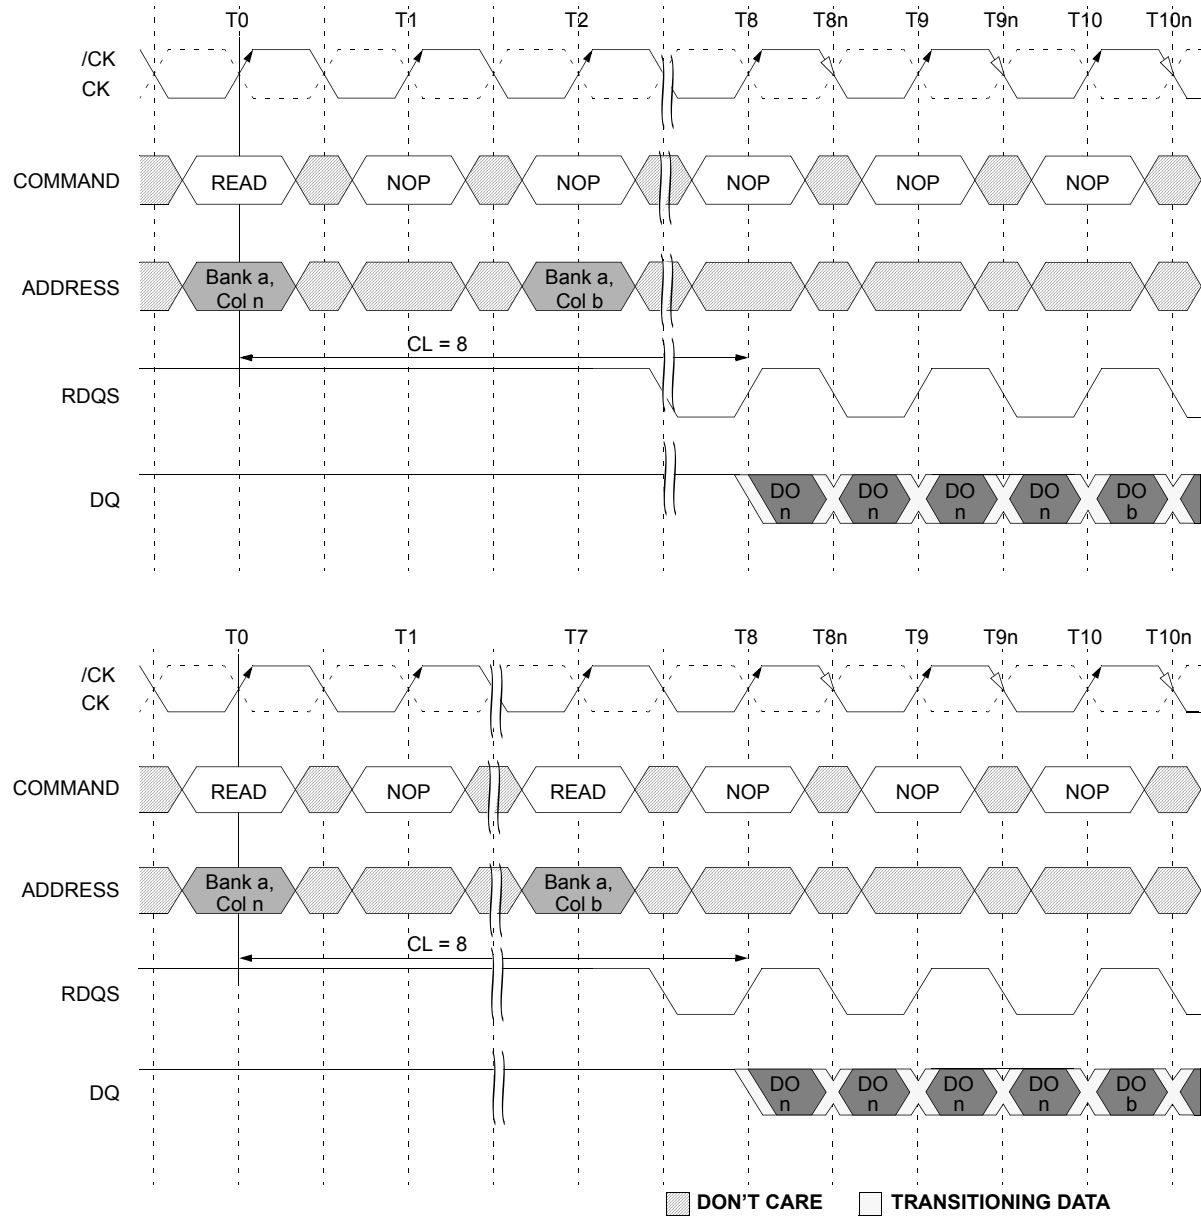 T0 T1 T2 T8 T8n T9 T9n T10 T10n
/CK
CK
COMMAND READ NOP NOP NOP NOP NOP
ADDRESS Bank a, Col n Bank a, Col b
CL = 8
RDQS
DQ DO n DO n DO n DO n DO b
T0 T1 T7 T8 T8n T9 T9n T10 T10n
/CK
CK
COMMAND READ NOP READ NOP NOP NOP
ADDRESS Bank a, Col n Bank a, Col b
CL = 8
RDQS
DQ DO n DO n DO n DO n DO b
DON'T CARE TRANSITIONING DATA